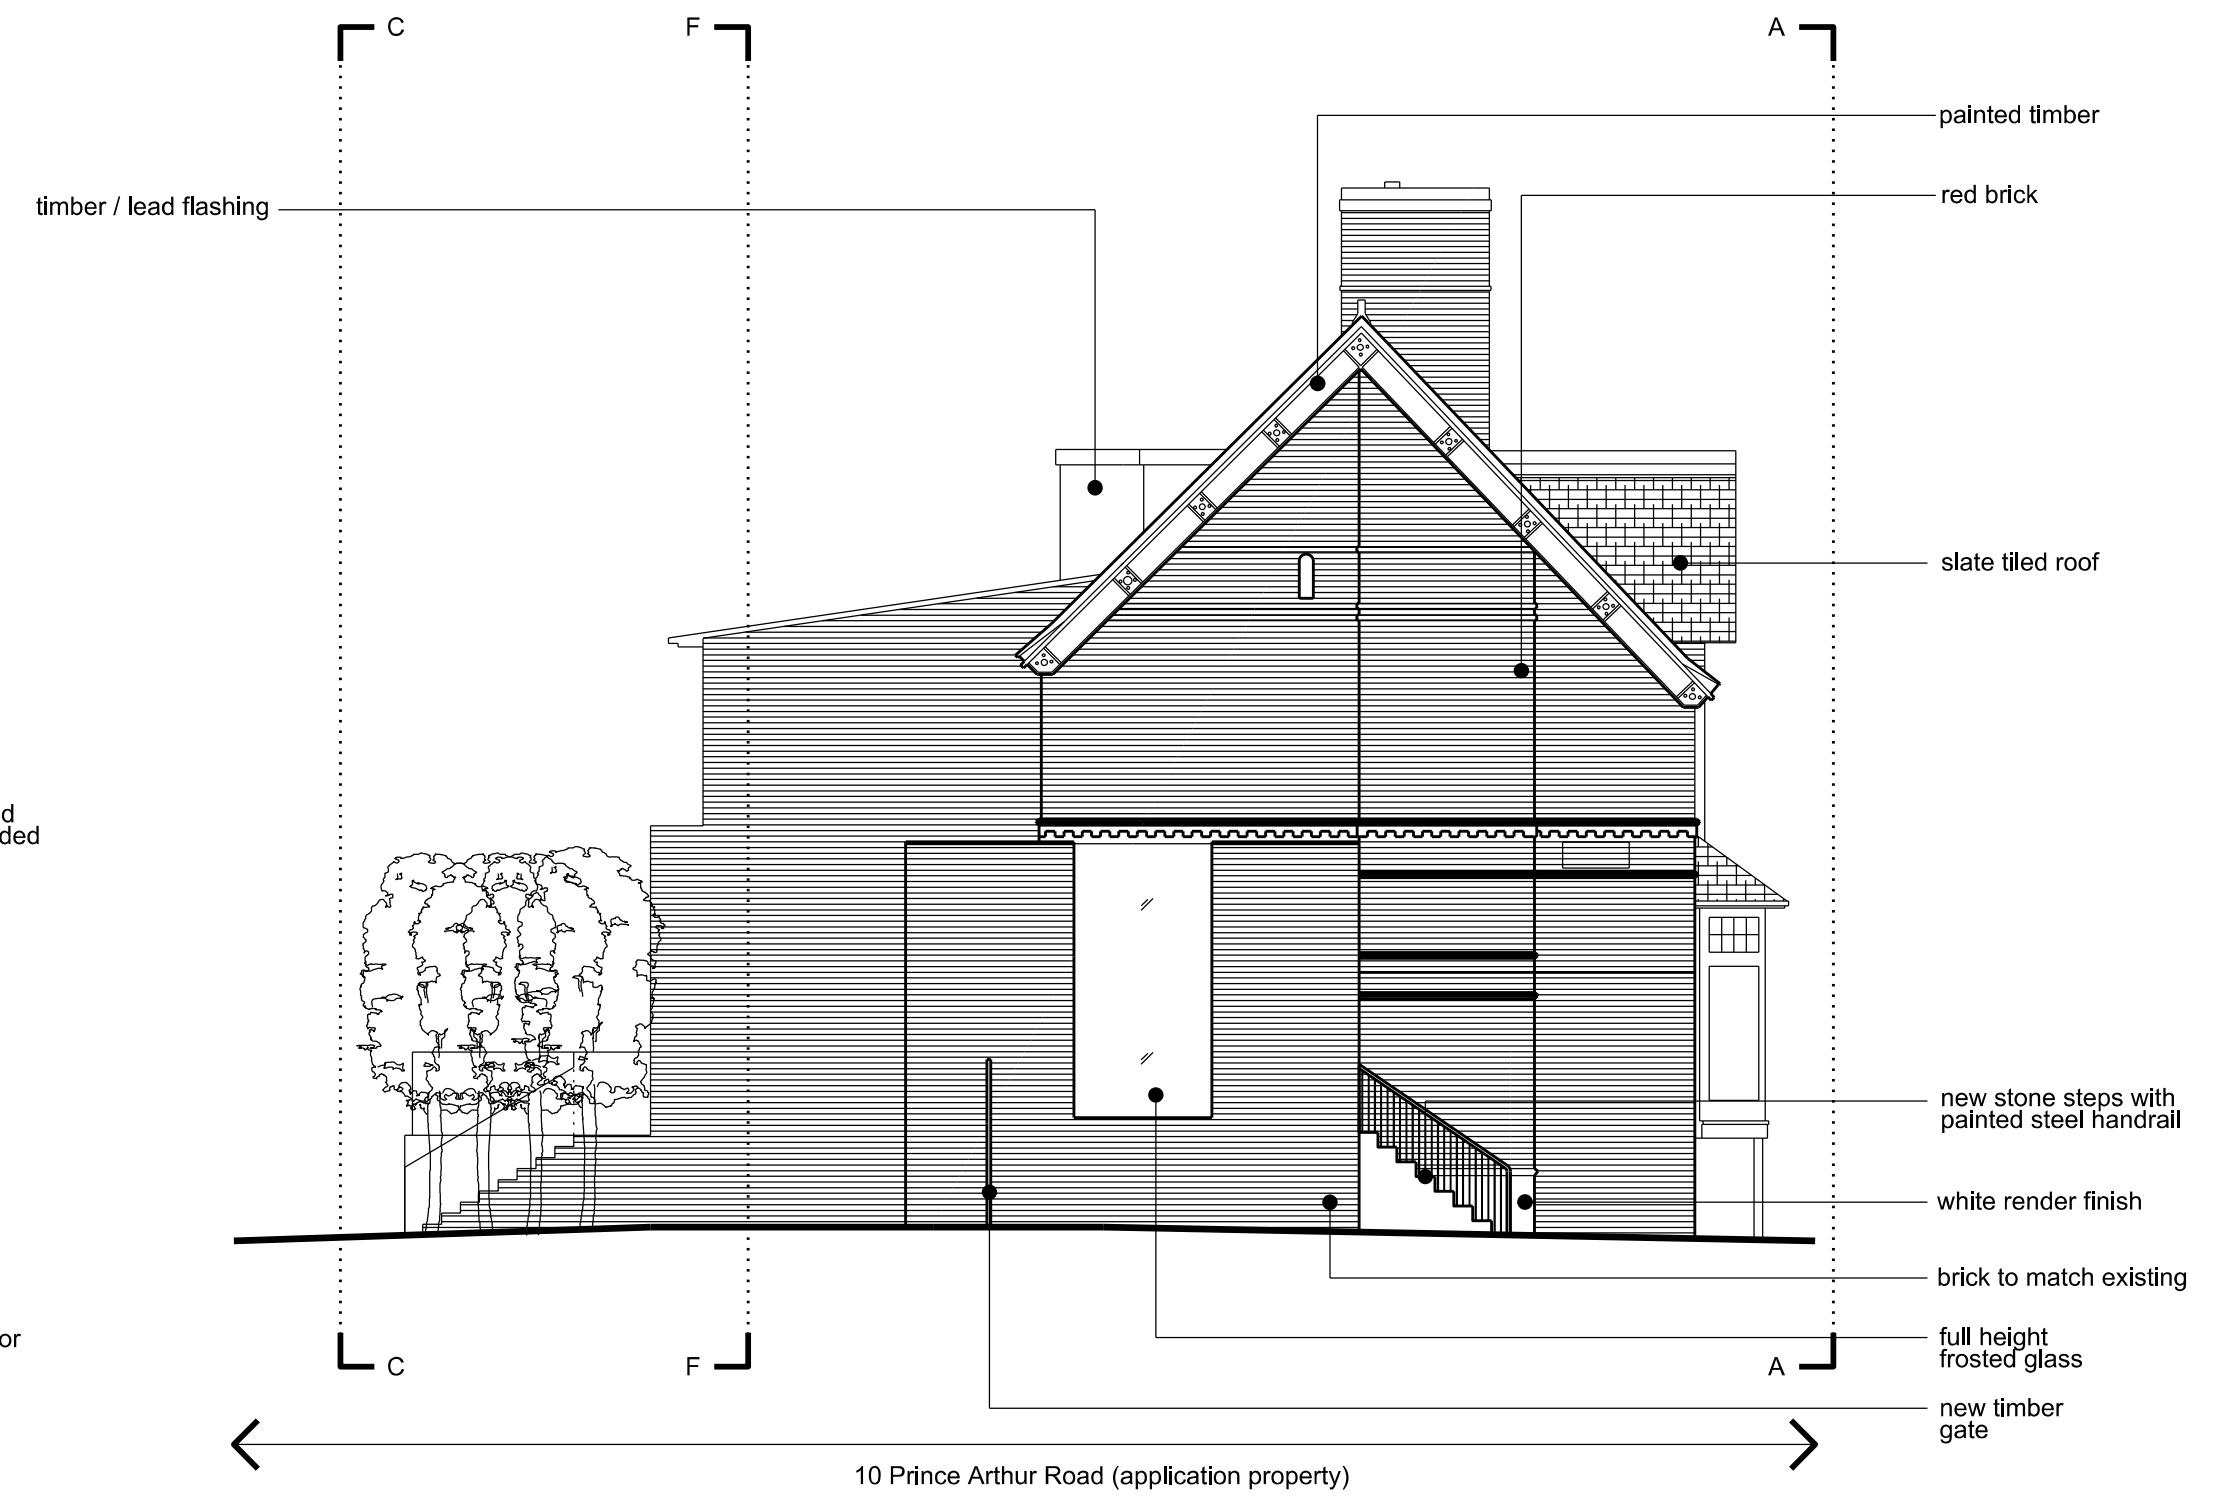 C
F
A
painted timber
red brick
timber / lead flashing
slate tiled roof
d
ded
new stone steps with
painted steel handrail
white render finish
brick to match existing
or
full height
frosted glass
C
F
A
new timber
gate
10 Prince Arthur Road (application property)